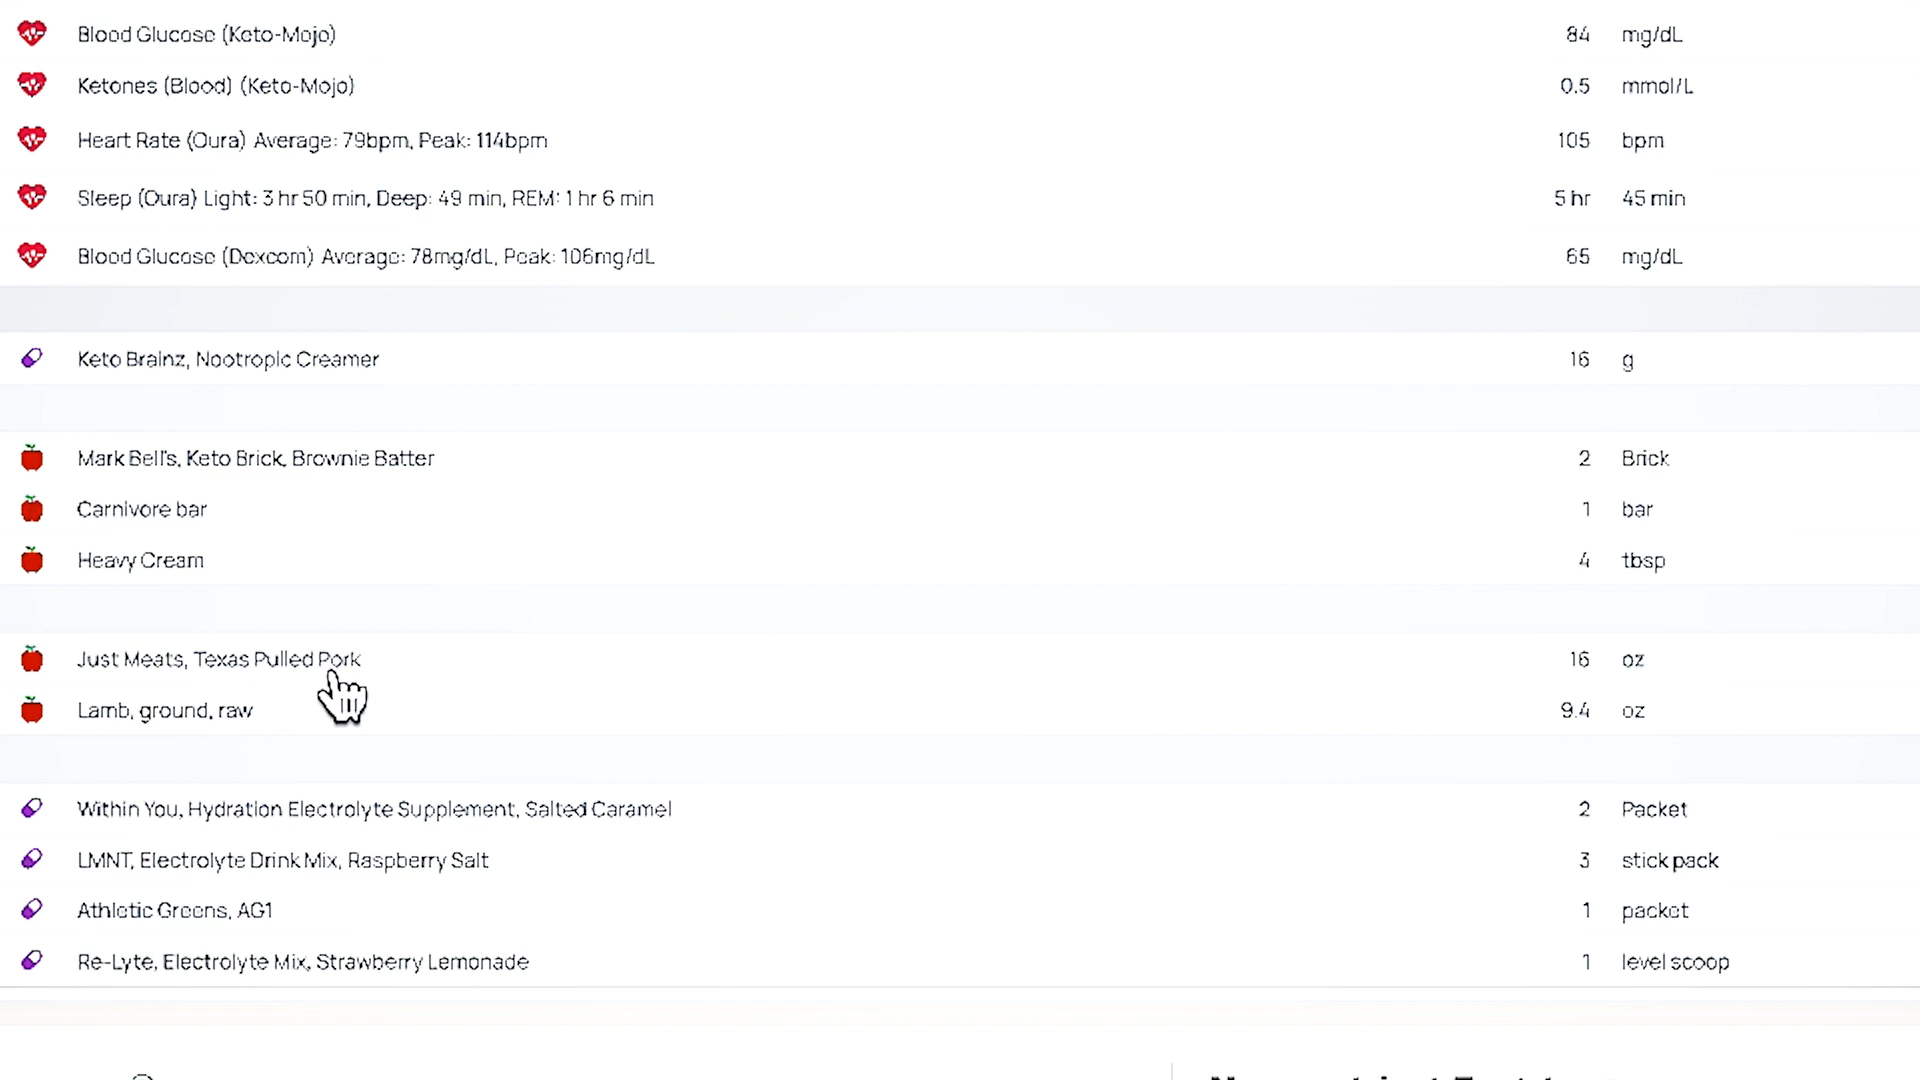 Blood Glucose (Keto-Mojo) 84 mg/dL
Ketones (Blood) (Keto-Mojo) 0.5 mmol/L
Heart Rate (Oura) Average: 79bpm, Peak: 114bpm 105 bpm
Sleep (Oura) Light: 3 hr 50 min, Deep: 49 min, REM: 1 hr 6 min 5 hr 45 min
Blood Glucose (Dexcom) Average: 78mg/dL, Peak: 106mg/dL 65 mg/dL
Keto Brainz, Nootropic Creamer 16 g
Mark Bell's, Keto Brick, Brownie Batter 2 Brick
Carnivore bar 1 bar
Heavy Cream 4 tbsp
Just Meats, Texas Pulled Pork 16 oz
Lamb, ground, raw 9.4 oz
Within You, Hydration Electrolyte Supplement, Salted Caramel 2 Packet
LMNT, Electrolyte Drink Mix, Raspberry Salt 3 stick pack
Athletic Greens, AG1 1 packet
Re-Lyte, Electrolyte Mix, Strawberry Lemonade 1 level scoop